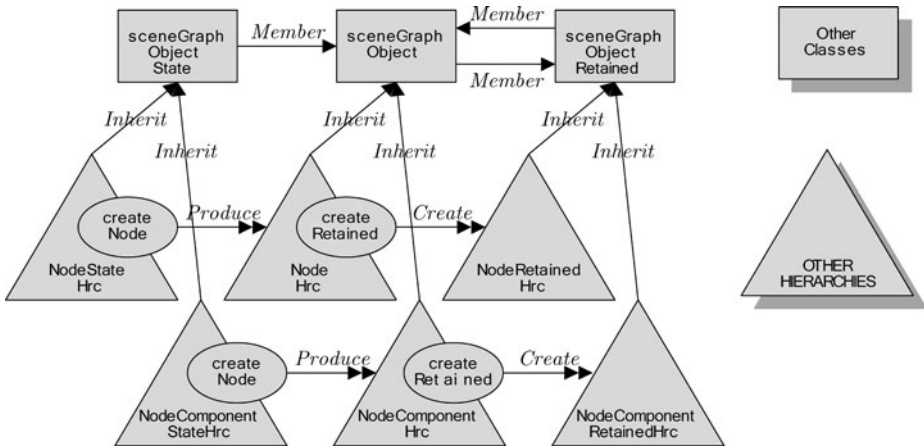 sceneGraph
Object
State
Member
sceneGraph
Object
Member
sceneGraph
Object
Retained
Other
Classes
Inherit
Inherit
Inherit
Inherit
Inherit
Inherit
create
Node
Produce
create
Retained
Create
NodeState
Hrc
Node
Hrc
NodeRetained
Hrc
OTHER
HIERARCHIES
create
Node
Produce
create
Ret ai ned
Create
NodeComponent
StateHrc
NodeComponent
Hrc
NodeComponent
RetainedHrc